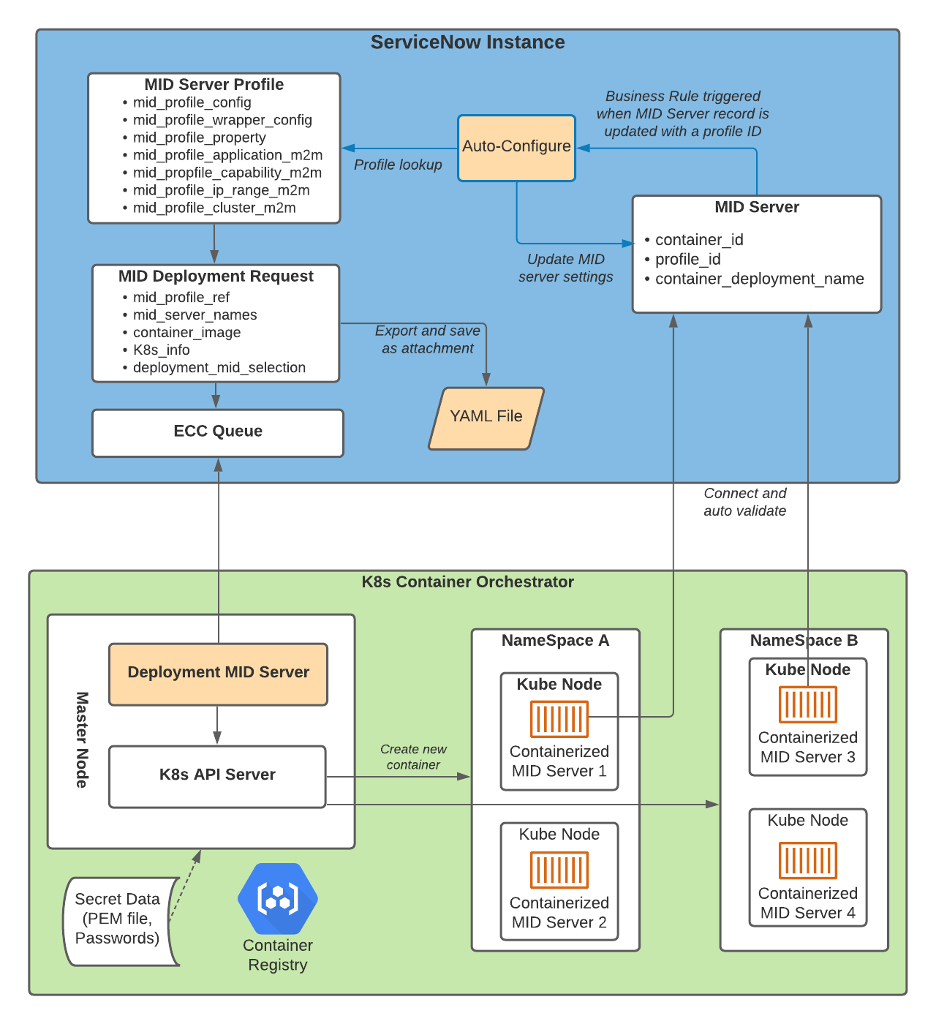 ServiceNow Instance
MID Server Profile
• mid_profile_config
• mid_profile_wrapper_config
• mid_profile_property
• mid_profile_application_m2m
• mid_propfile_capability_m2m
• mid_profile_ip_range_m2m
• mid_profile_cluster_m2m
Profile lookup
Auto-Configure
Business Rule triggered
when MID Server record is
updated with a profile ID
MID Server
• container_id
• profile_id
• container_deployment_name
Update MID
server settings
MID Deployment Request
• mid_profile_ref
• mid_server_names
• container_image
• K8s_info
• deployment_mid_selection
Export and save
as attachment
YAML File
ECC Queue
Connect and
auto validate
K8s Container Orchestrator
Master Node
Deployment MID Server
K8s API Server
Create new
container
NameSpace A
Kube Node
Containerized
MID Server 1
Kube Node
Containerized
MID Server 2
NameSpace B
Kube Node
Containerized
MID Server 3
Kube Node
Containerized
MID Server 4
Secret Data
(PEM file,
Passwords)
Container
Registry